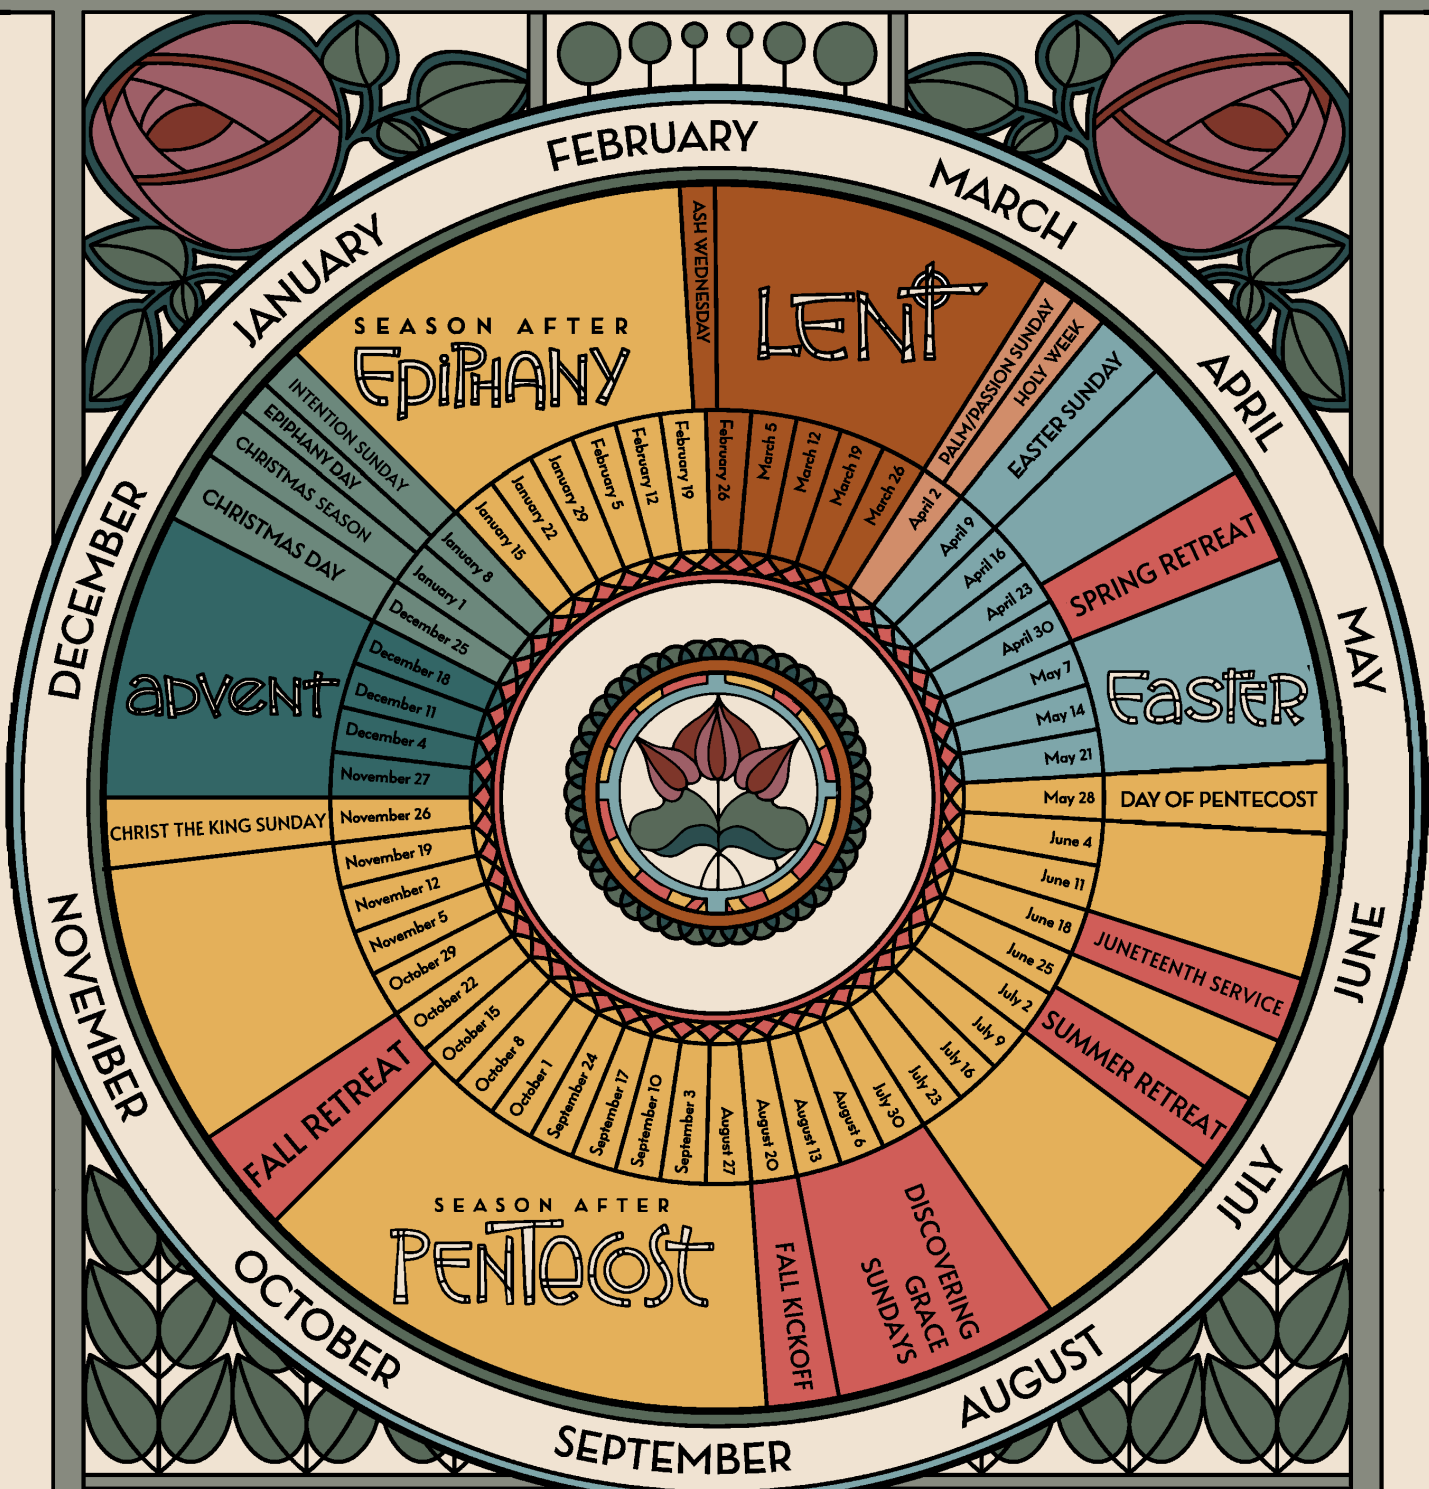 JANUARY
FEBRUARY
MARCH
APRIL
MAY
JUNE
JULY
AUGUST
SEPTEMBER
OCTOBER
NOVEMBER
DECEMBER
ADVENT
CHRISTMAS DAY
CHRISTMAS SEASON
EPIPHANY DAY
INTENTION SUNDAY
SEASON AFTER
EPIPHANY
ASH WEDNESDAY
LENT
PALM/PASSION SUNDAY
HOLY WEEK
EASTER SUNDAY
SPRING RETREAT
EASTER
DAY OF PENTECOST
JUNETEENTH SERVICE
SUMMER RETREAT
DISCOVERING
GRACE
SUNDAYS
FALL KICKOFF
SEASON AFTER
PENTECOST
FALL RETREAT
CHRIST THE KING SUNDAY
November 27
December 4
December 11
December 18
December 25
January 1
January 8
January 15
January 22
January 29
February 5
February 12
February 19
February 26
March 5
March 12
March 19
March 26
April 2
April 9
April 16
April 23
April 30
May 7
May 14
May 21
May 28
June 4
June 11
June 18
June 25
July 2
July 9
July 16
July 23
July 30
August 6
August 13
August 20
August 27
September 3
September 10
September 17
September 24
October 1
October 8
October 15
October 22
October 29
November 5
November 12
November 19
November 26